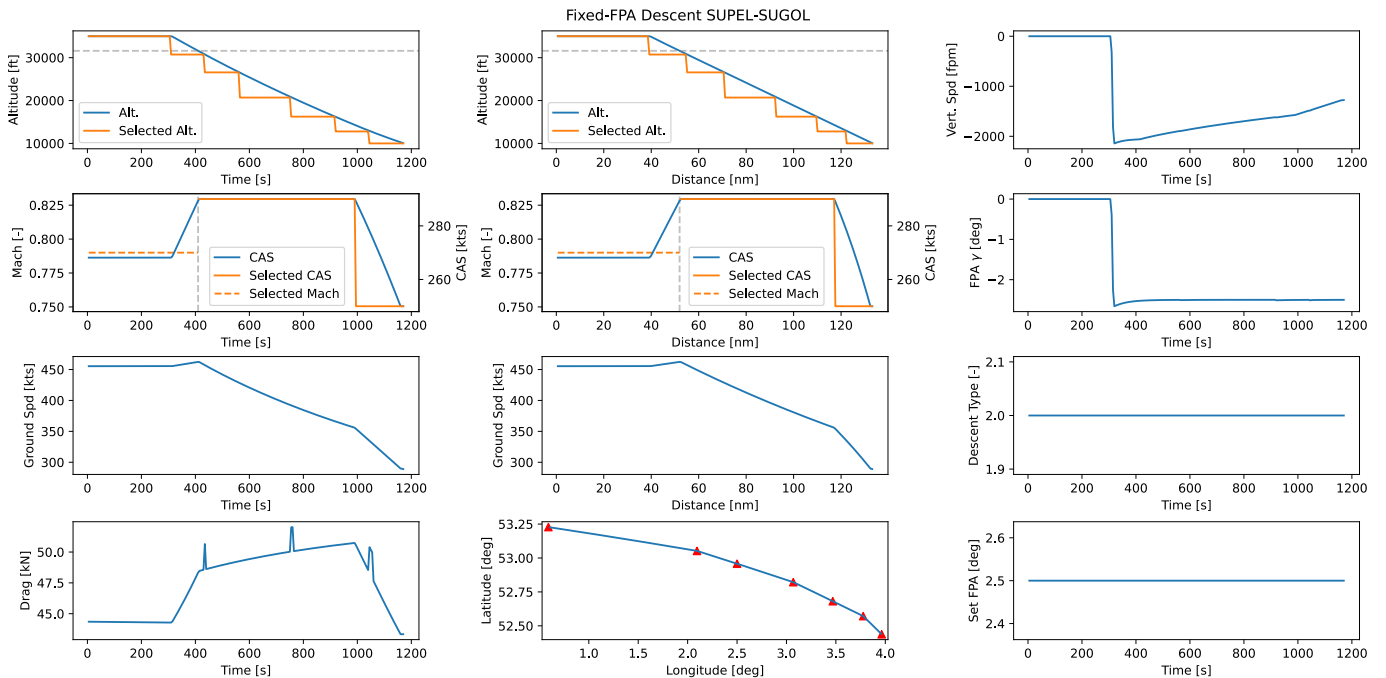 Fixed-FPA Descent SUPEL-SUGOL
Altitude [ft]
30000
20000
10000
Alt.
Selected Alt.
0 200 400 600 800 1000 1200
Time [s]
Altitude [ft]
30000
20000
10000
Alt.
Selected Alt.
0 20 40 60 80 100 120
Distance [nm]
Vert. Spd [fpm]
0
−1000
−2000
0 200 400 600 800 1000 1200
Time [s]
Mach [-]
0.825
0.800
0.775
0.750
CAS
Selected CAS
Selected Mach
280
260
CAS [kts]
0 200 400 600 800 1000 1200
Time [s]
Mach [-]
0.825
0.800
0.775
0.750
CAS
Selected CAS
Selected Mach
280
260
CAS [kts]
0 20 40 60 80 100 120
Distance [nm]
FPA γ [deg]
0
−1
−2
0 200 400 600 800 1000 1200
Time [s]
Ground Spd [kts]
450
400
350
300
0 200 400 600 800 1000 1200
Time [s]
Ground Spd [kts]
450
400
350
300
0 20 40 60 80 100 120
Distance [nm]
Descent Type [-]
2.1
2.0
1.9
0 200 400 600 800 1000 1200
Time [s]
Drag [kN]
50.0
47.5
45.0
0 200 400 600 800 1000 1200
Time [s]
Latitude [deg]
53.25
53.00
52.75
52.50
1.0 1.5 2.0 2.5 3.0 3.5 4.0
Longitude [deg]
Set FPA [deg]
2.6
2.5
2.4
0 200 400 600 800 1000 1200
Time [s]